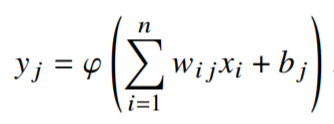 y_j = φ ( ∑_{i=1}^{n} w_{ij} x_i + b_j )